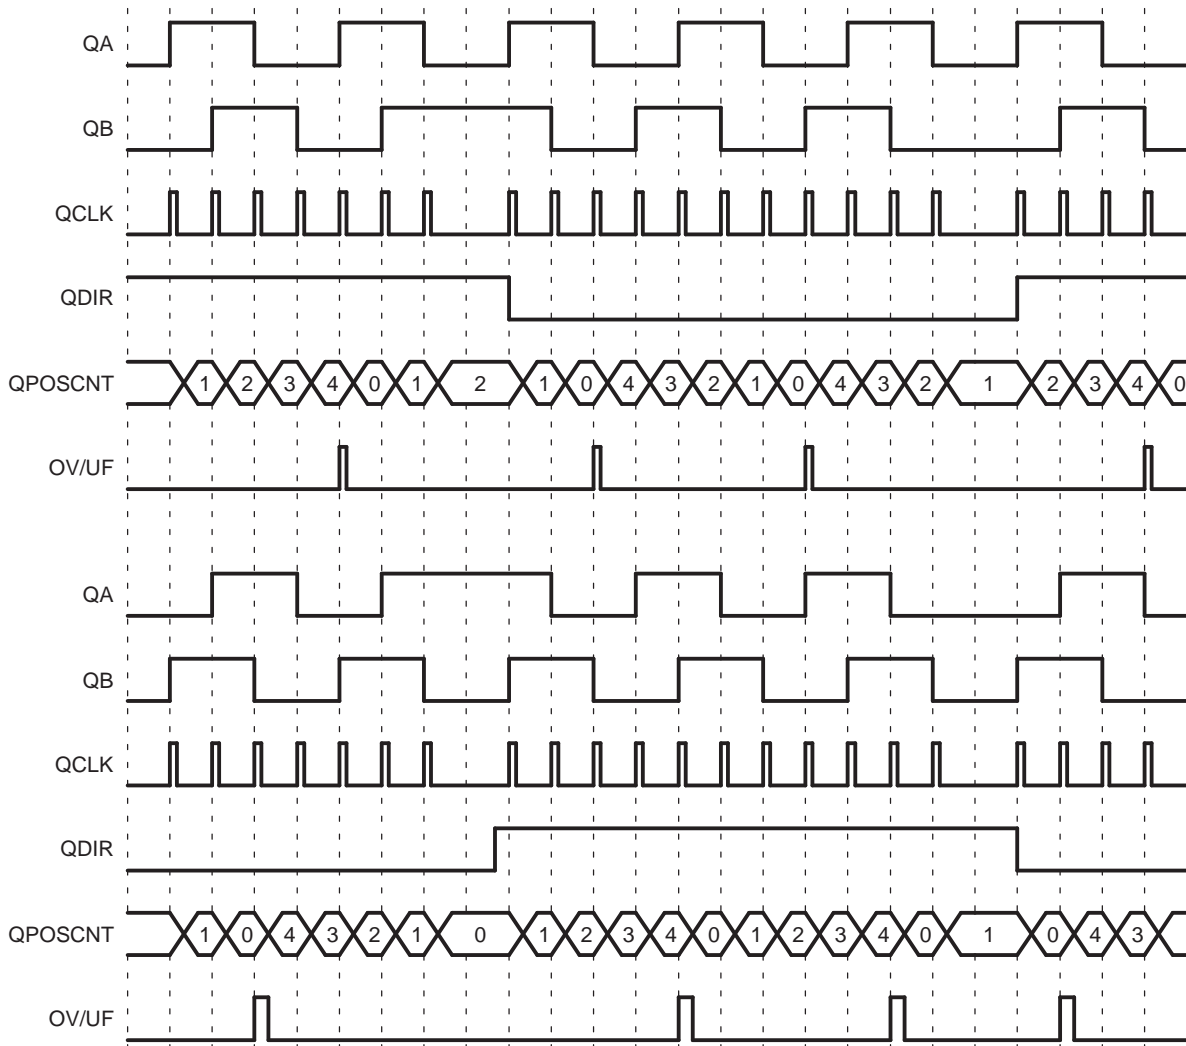 QA
QB
QCLK
QDIR
QPOSCNT 1 2 3 4 0 1 2 1 0 4 3 2 1 0 4 3 2 1 2 3 4 0
OV/UF
QA
QB
QCLK
QDIR
QPOSCNT 1 0 4 3 2 1 0 1 2 3 4 0 1 2 3 4 0 1 0 4 3
OV/UF